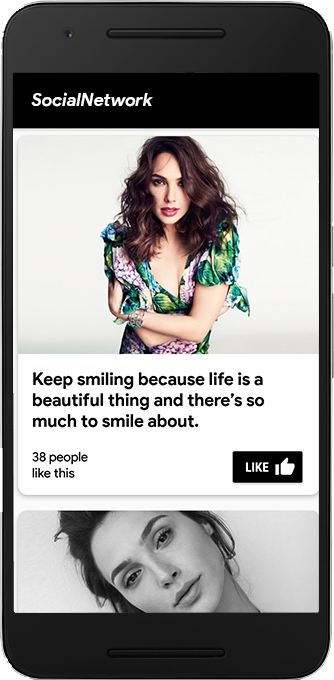 SocialNetwork
Keep smiling because life is a
beautiful thing and there's so
much to smile about.
38 people
like this
LIKE